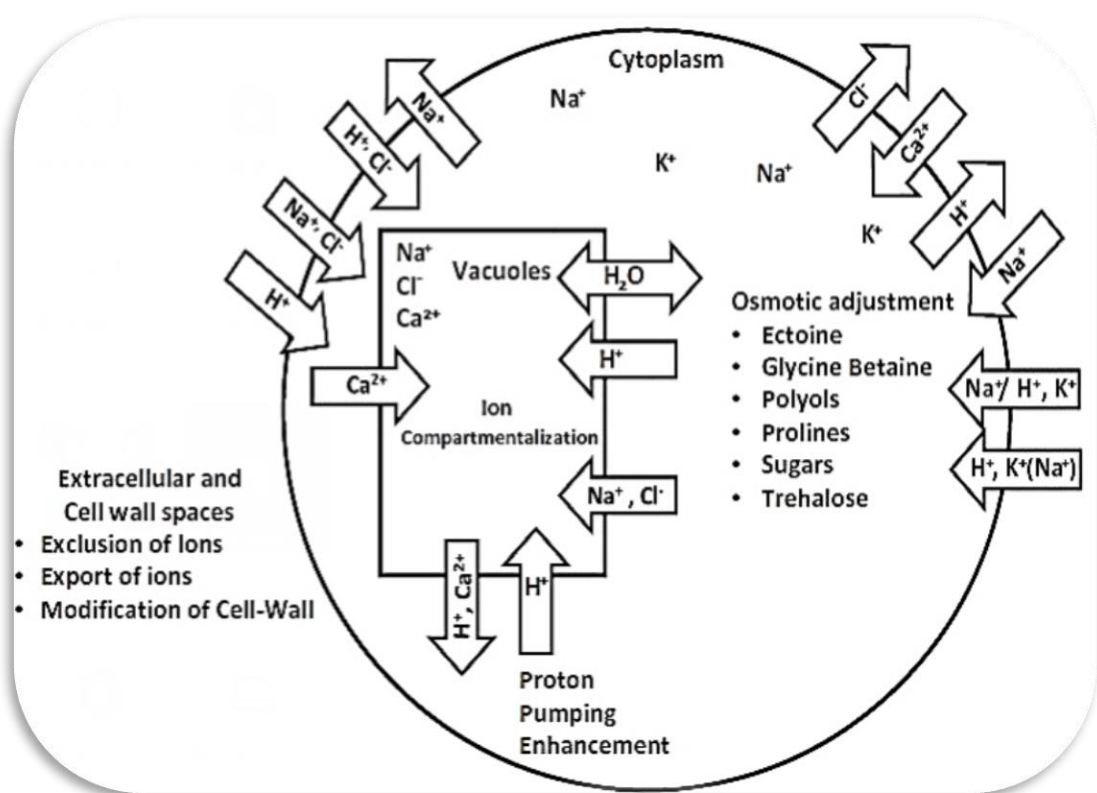 Cytoplasm
Na⁺
K⁺
Na⁺
K⁺
Na⁺
H⁺, Cl⁻
Na⁺, Cl⁻
H⁺
Cl⁻
Ca²⁺
H⁺
Na⁺
Na⁺/ H⁺, K⁺
H⁺, K⁺(Na⁺)
Na⁺
Cl⁻
Ca²⁺
Vacuoles
H₂O
H⁺
Ca²⁺
Ion
Compartmentalization
Na⁺ , Cl⁻
H⁺, Ca²⁺
H⁺
Proton
Pumping
Enhancement
Osmotic adjustment
• Ectoine
• Glycine Betaine
• Polyols
• Prolines
• Sugars
• Trehalose
Extracellular and
Cell wall spaces
• Exclusion of Ions
• Export of ions
• Modification of Cell-Wall